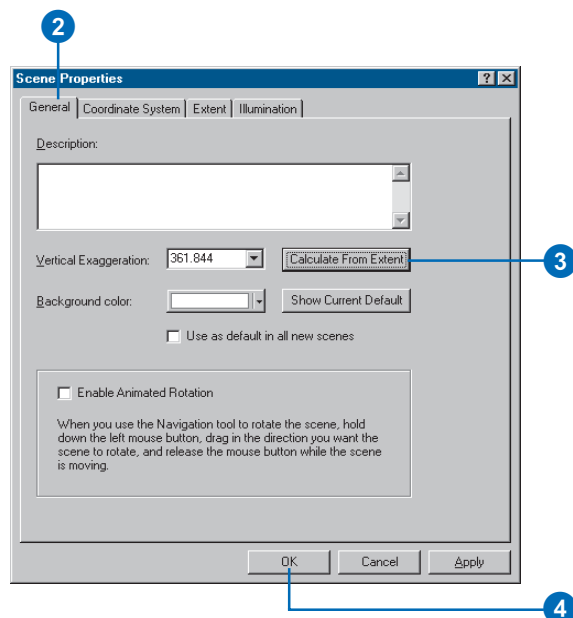 2
Scene Properties
General Coordinate System Extent Illumination
Description:
Vertical Exaggeration: 361.844 Calculate From Extent
3
Background color: Show Current Default
Use as default in all new scenes
Enable Animated Rotation
When you use the Navigation tool to rotate the scene, hold
down the left mouse button, drag in the direction you want the
scene to rotate, and release the mouse button while the scene
is moving.
OK Cancel Apply
4